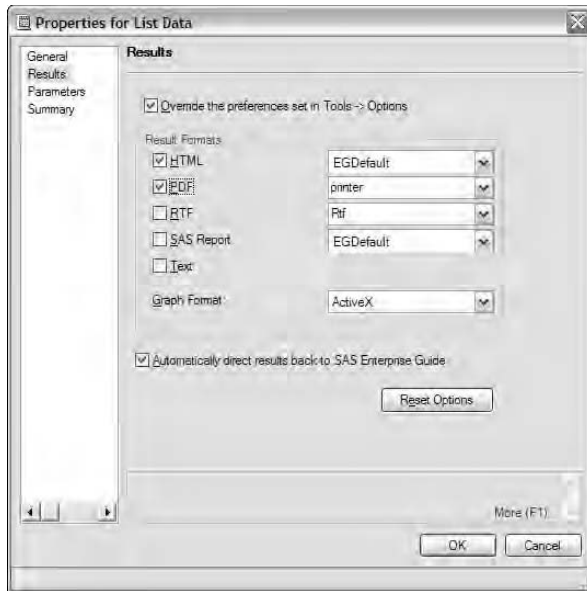 Properties for List Data
General
Results
Parameters
Summary
Results
Override the preferences set in Tools -> Options
Result Formats
HTML
EGDefault
PDF
printer
RTF
Rtf
SAS Report
EGDefault
Text
Graph Format:
ActiveX
Automatically direct results back to SAS Enterprise Guide
Reset Options
More (F1)
OK
Cancel